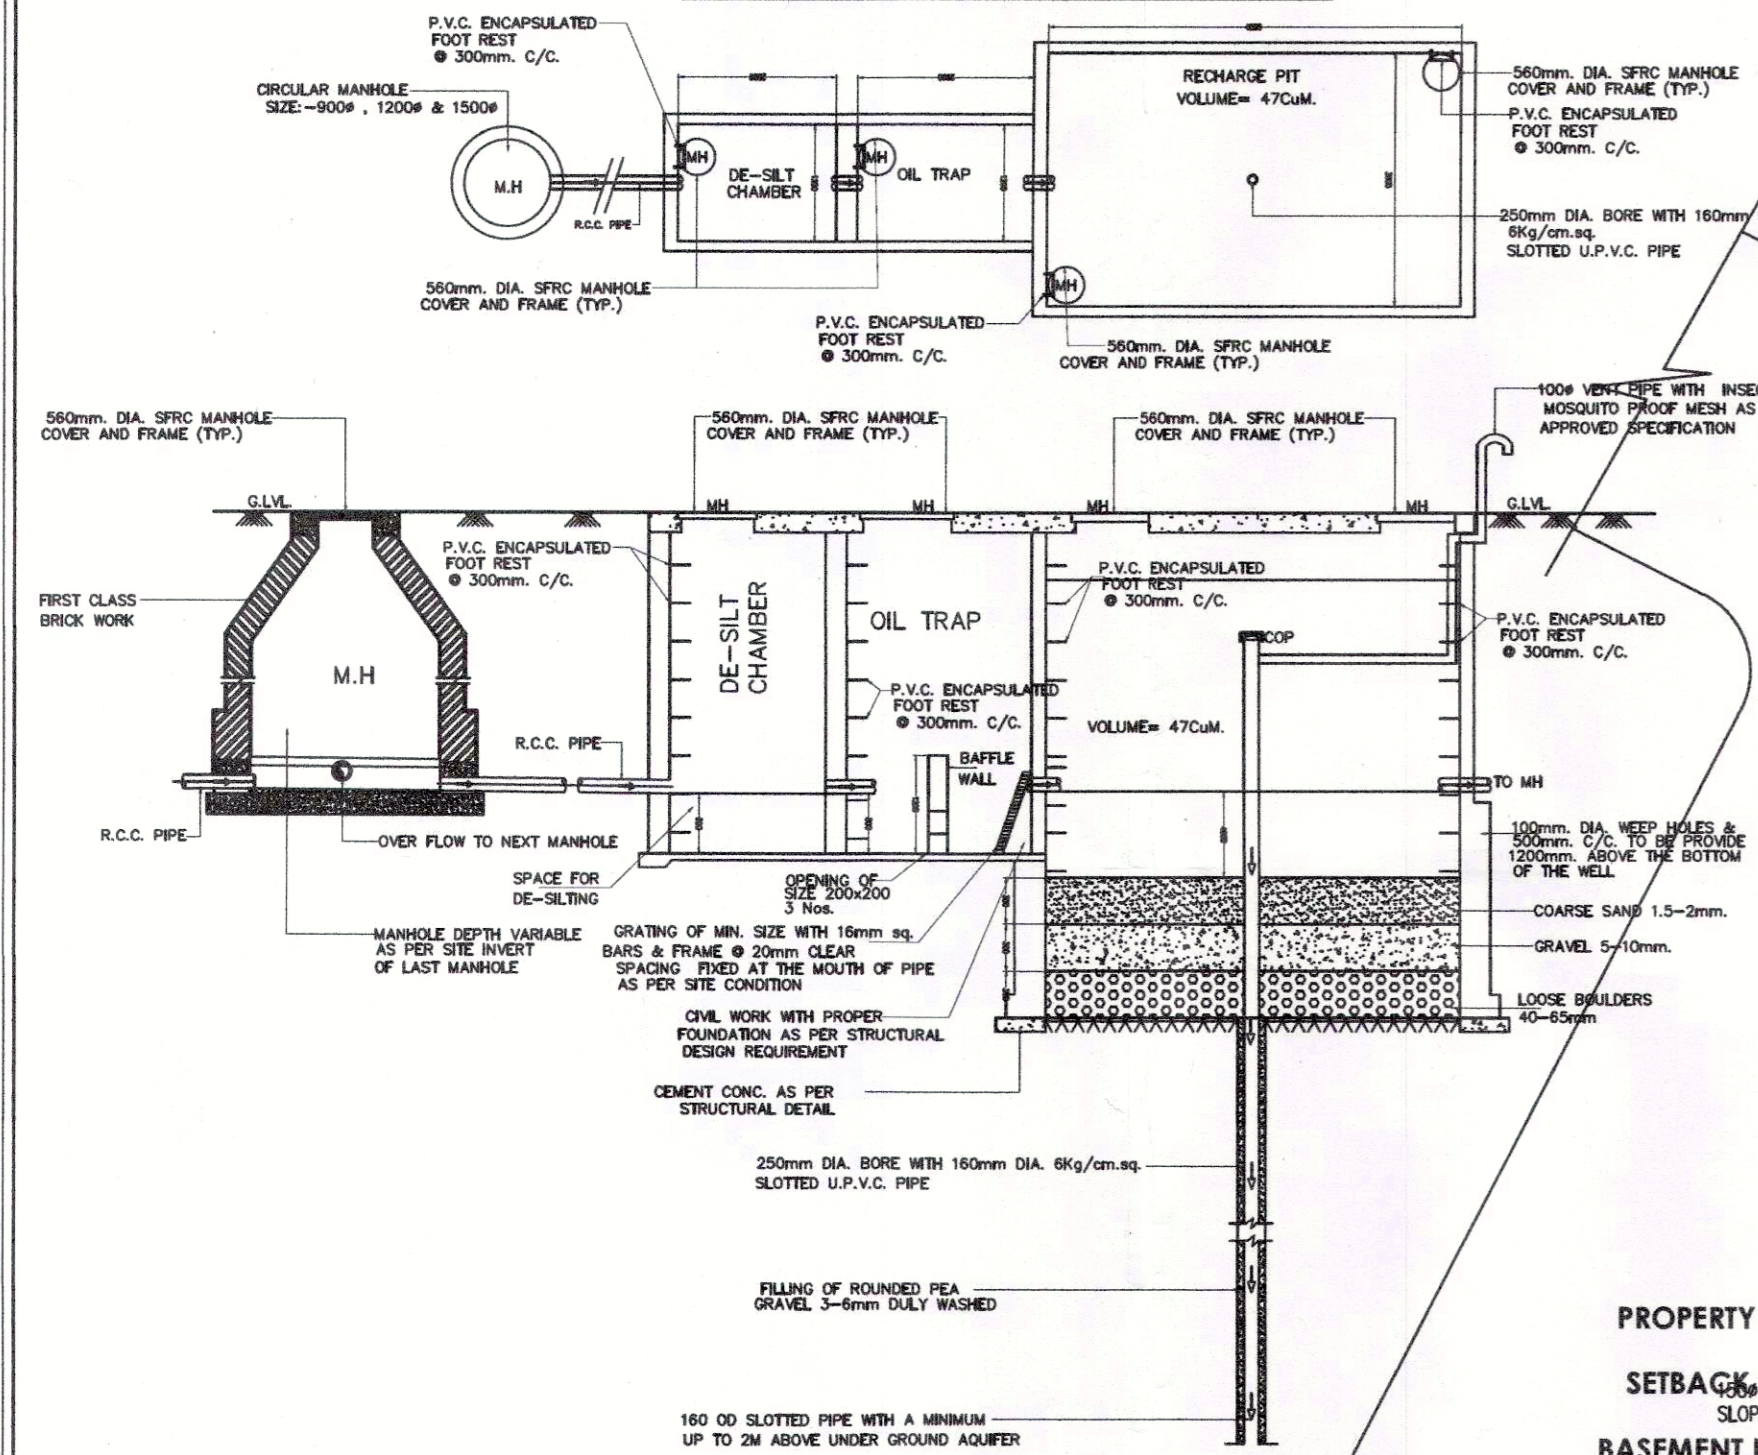 P.V.C. ENCAPSULATED
FOOT REST
@ 300mm. C/C.
CIRCULAR MANHOLE
SIZE:-900ø , 1200ø & 1500ø
M.H
R.C.C. PIPE
MH
DE-SILT
CHAMBER
MH
OIL TRAP
RECHARGE PIT
VOLUME= 47CuM.
560mm. DIA. SFRC MANHOLE
COVER AND FRAME (TYP.)
P.V.C. ENCAPSULATED
FOOT REST
@ 300mm. C/C.
250mm DIA. BORE WITH 160mm
6Kg/cm.sq.
SLOTTED U.P.V.C. PIPE
560mm. DIA. SFRC MANHOLE
COVER AND FRAME (TYP.)
MH
P.V.C. ENCAPSULATED
FOOT REST
@ 300mm. C/C.
560mm. DIA. SFRC MANHOLE
COVER AND FRAME (TYP.)
100ø VENT PIPE WITH
MOSQUITO PROOF MESH AS
APPROVED SPECIFICATION
560mm. DIA. SFRC MANHOLE
COVER AND FRAME (TYP.)
560mm. DIA. SFRC MANHOLE
COVER AND FRAME (TYP.)
560mm. DIA. SFRC MANHOLE
COVER AND FRAME (TYP.)
G.LVL.
MH
MH
MH
MH
G.LVL.
P.V.C. ENCAPSULATED
FOOT REST
@ 300mm. C/C.
FIRST CLASS
BRICK WORK
M.H
DE-SILT
CHAMBER
OIL TRAP
P.V.C. ENCAPSULATED
FOOT REST
@ 300mm. C/C.
COP
P.V.C. ENCAPSULATED
FOOT REST
@ 300mm. C/C.
P.V.C. ENCAPSULATED
FOOT REST
@ 300mm. C/C.
VOLUME= 47CuM.
R.C.C. PIPE
BAFFLE
WALL
TO MH
R.C.C. PIPE
OVER FLOW TO NEXT MANHOLE
100mm. DIA. WEEP HOLES &
500mm. C/C. TO BE PROVIDE
1200mm. ABOVE THE BOTTOM
OF THE WELL
SPACE FOR
DE-SILTING
OPENING OF
SIZE 200x200
3 Nos.
COARSE SAND 1.5-2mm.
MANHOLE DEPTH VARIABLE
AS PER SITE INVERT
OF LAST MANHOLE
GRATING OF MIN. SIZE WITH 16mm sq.
BARS & FRAME @ 20mm CLEAR
SPACING FIXED AT THE MOUTH OF PIPE
AS PER SITE CONDITION
GRAVEL 5-10mm.
LOOSE BOULDERS
40-65mm
CIVIL WORK WITH PROPER
FOUNDATION AS PER STRUCTURAL
DESIGN REQUIREMENT
CEMENT CONC. AS PER
STRUCTURAL DETAIL
250mm DIA. BORE WITH 160mm DIA. 6Kg/cm.sq.
SLOTTED U.P.V.C. PIPE
FILLING OF ROUNDED PEA
GRAVEL 3-6mm DULY WASHED
PROPERTY
SETBACK
160 OD SLOTTED PIPE WITH A MINIMUM
UP TO 2M ABOVE UNDER GROUND AQUIFER
BASEMENT